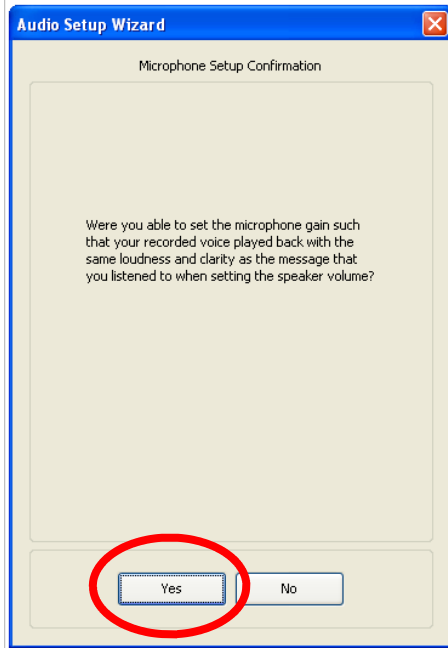 Audio Setup Wizard
Microphone Setup Confirmation
Were you able to set the microphone gain such
that your recorded voice played back with the
same loudness and clarity as the message that
you listened to when setting the speaker volume?
Yes
No